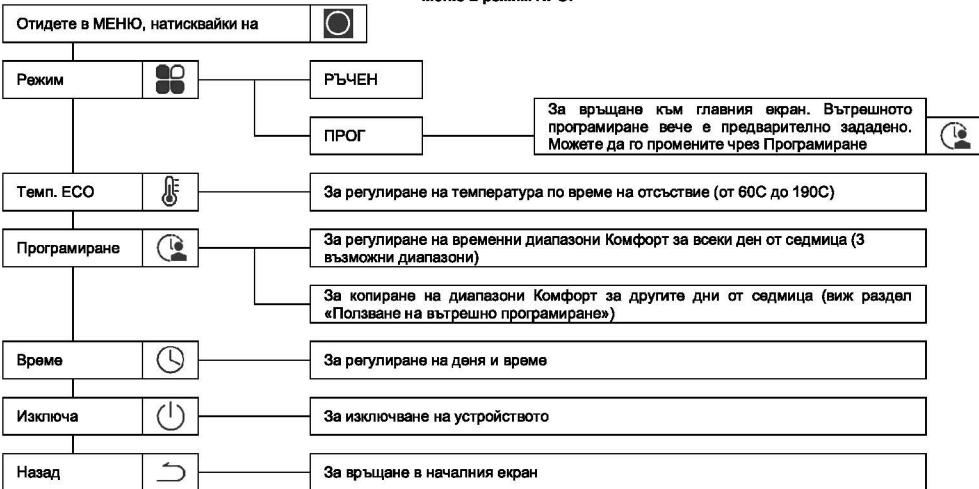 Отидете в МЕНЮ, натисквайки на
Режим
РЪЧЕН
ПРОГ
За връщане към главния екран. Вътрешното
програмиране вече е предварително зададено.
Можете да го промените чрез Програмиране
Темп. ECO
За регулиране на температура по време на отсъствие (от 60С до 190С)
Програмиране
За регулиране на временни диапазони Комфорт за всеки ден от седмица (3
възможни диапазони)
За копиране на диапазони Комфорт за другите дни от седмица (виж раздел
«Ползване на вътрешно програмиране»)
Време
За регулиране на деня и време
Изключа
За изключване на устройството
Назад
За връщане в началния екран